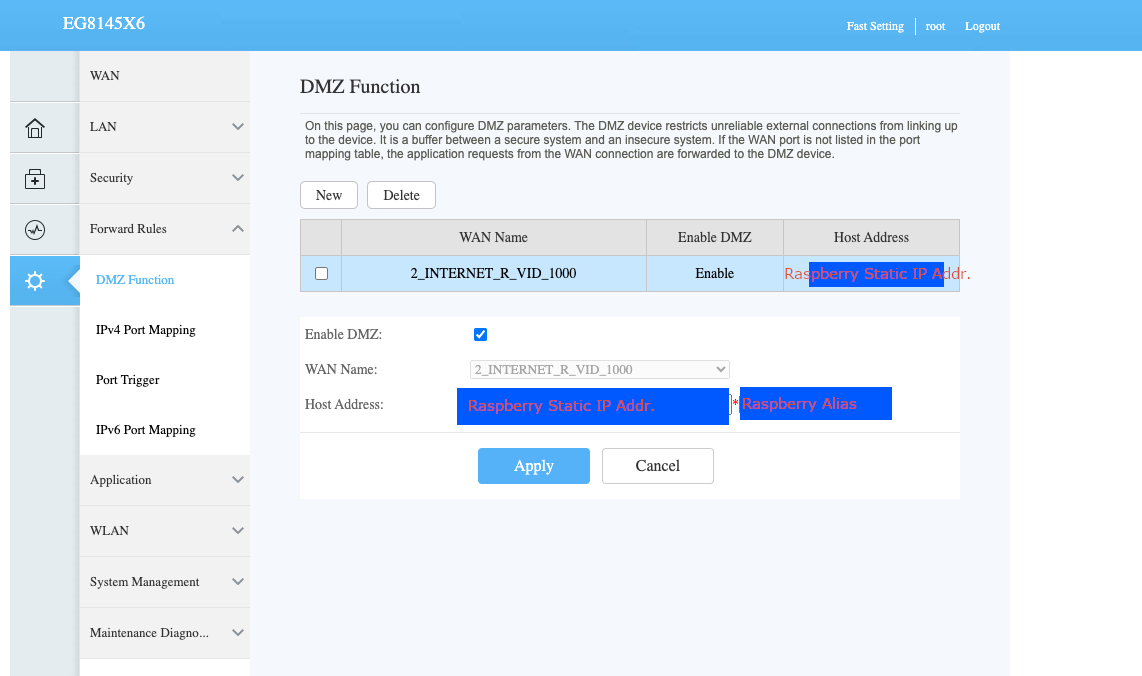 EG8145X6
Fast Setting root Logout
WAN
LAN
Security
Forward Rules
DMZ Function
IPv4 Port Mapping
Port Trigger
IPv6 Port Mapping
Application
WLAN
System Management
Maintenance Diagno...
DMZ Function
On this page, you can configure DMZ parameters. The DMZ device restricts unreliable external connections from linking up
to the device. It is a buffer between a secure system and an insecure system. If the WAN port is not listed in the port
mapping table, the application requests from the WAN connection are forwarded to the DMZ device.
New Delete
WAN Name Enable DMZ Host Address
2_INTERNET_R_VID_1000 Enable Raspberry Static IP Addr.
Enable DMZ:
WAN Name: 2_INTERNET_R_VID_1000
Host Address: Raspberry Static IP Addr. * Raspberry Alias
Apply Cancel